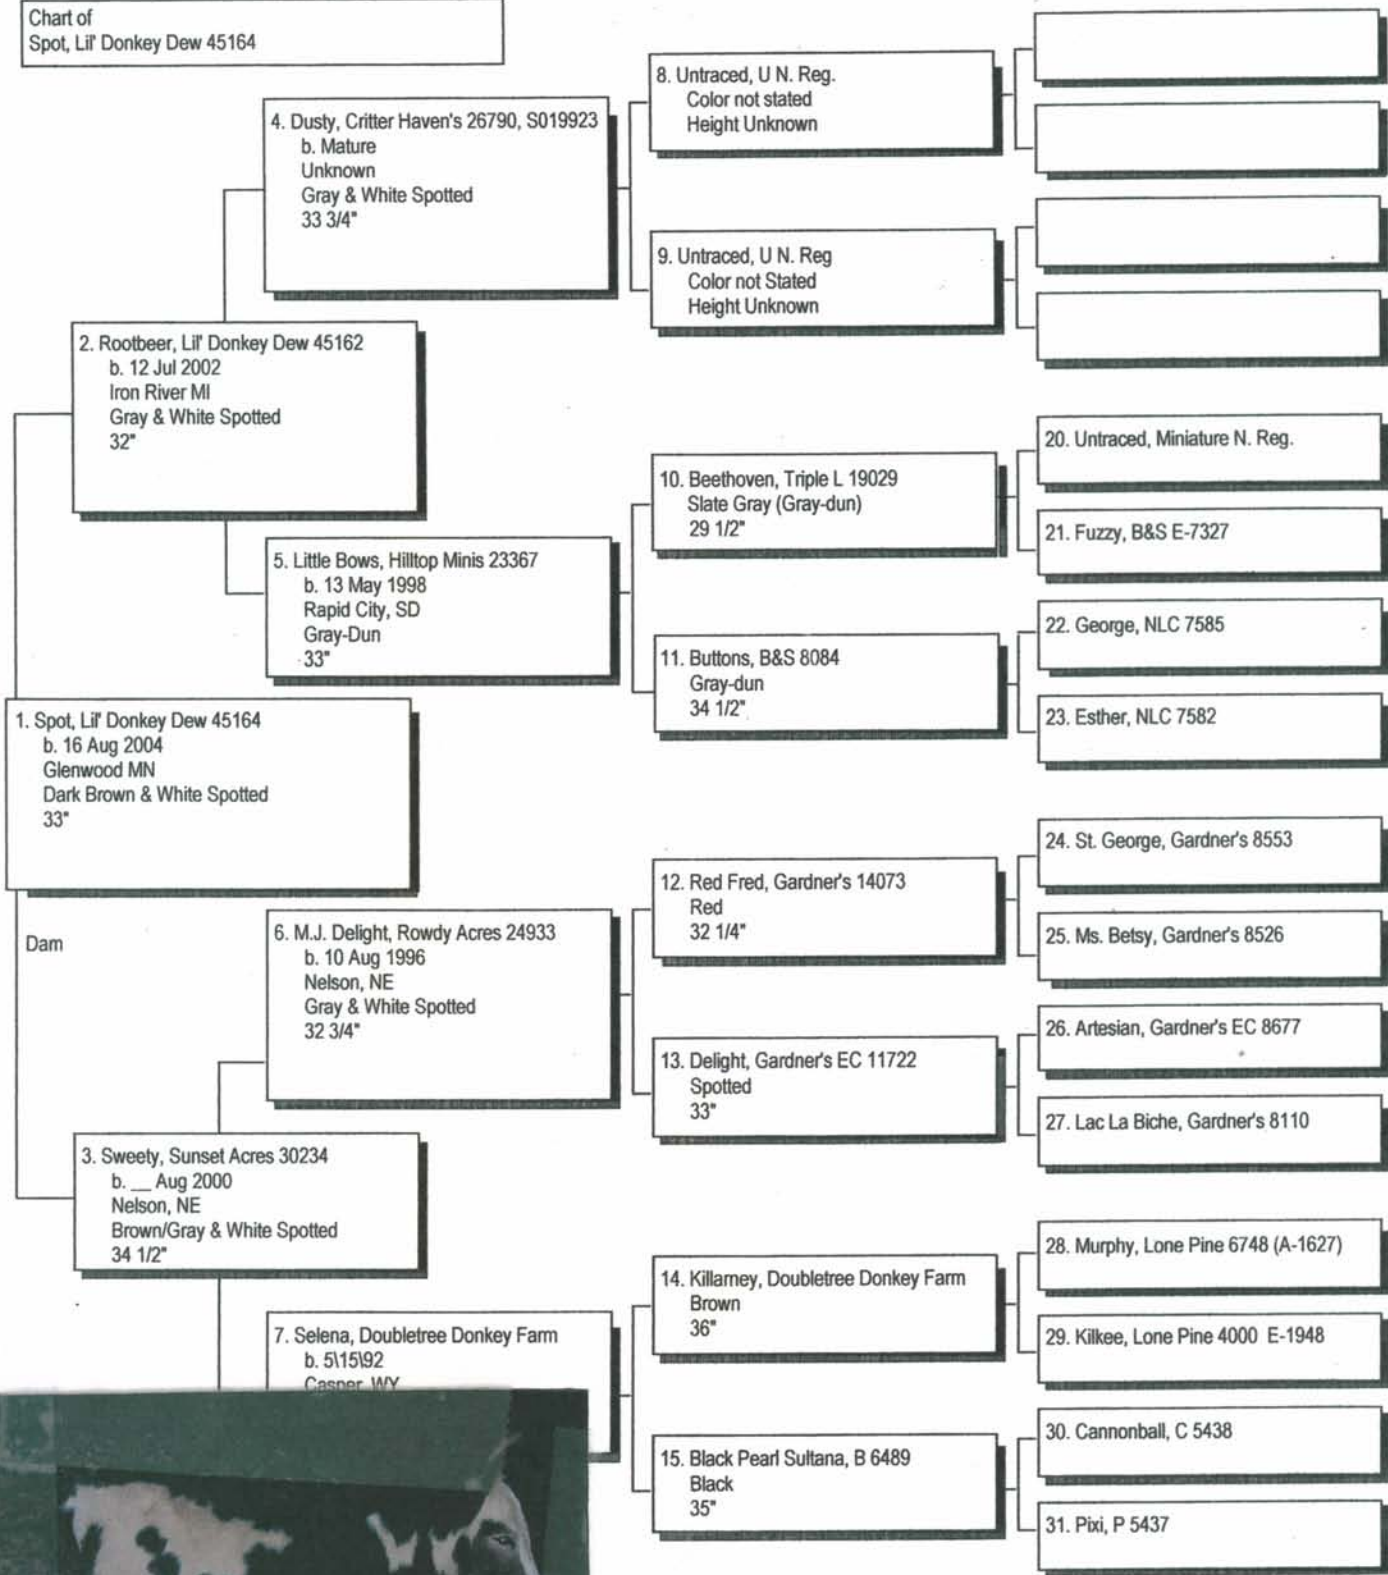 Chart of
Spot, Lil' Donkey Dew 45164
8. Untraced, U N. Reg.
Color not stated
Height Unknown
4. Dusty, Critter Haven's 26790, S019923
b. Mature
Unknown
Gray & White Spotted
33 3/4"
9. Untraced, U N. Reg
Color not Stated
Height Unknown
2. Rootbeer, Lil' Donkey Dew 45162
b. 12 Jul 2002
Iron River MI
Gray & White Spotted
32"
20. Untraced, Miniature N. Reg.
10. Beethoven, Triple L 19029
Slate Gray (Gray-dun)
29 1/2"
21. Fuzzy, B&S E-7327
5. Little Bows, Hilltop Minis 23367
b. 13 May 1998
Rapid City, SD
Gray-Dun
33"
22. George, NLC 7585
11. Buttons, B&S 8084
Gray-dun
34 1/2"
23. Esther, NLC 7582
1. Spot, Lil' Donkey Dew 45164
b. 16 Aug 2004
Glenwood MN
Dark Brown & White Spotted
33"
24. St. George, Gardner's 8553
12. Red Fred, Gardner's 14073
Red
32 1/4"
25. Ms. Betsy, Gardner's 8526
Dam
6. M.J. Delight, Rowdy Acres 24933
b. 10 Aug 1996
Nelson, NE
Gray & White Spotted
32 3/4"
26. Artesian, Gardner's EC 8677
13. Delight, Gardner's EC 11722
Spotted
33"
27. Lac La Biche, Gardner's 8110
3. Sweety, Sunset Acres 30234
b. __ Aug 2000
Nelson, NE
Brown/Gray & White Spotted
34 1/2"
28. Murphy, Lone Pine 6748 (A-1627)
14. Killarney, Doubletree Donkey Farm
Brown
36"
29. Kilkee, Lone Pine 4000 E-1948
7. Selena, Doubletree Donkey Farm
b. 5\15\92
Casper, WY
30. Cannonball, C 5438
15. Black Pearl Sultana, B 6489
Black
35"
31. Pixi, P 5437